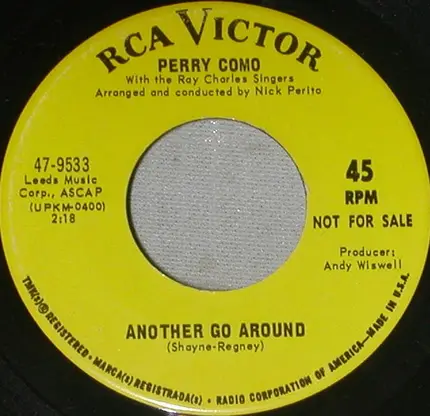 RCA VICTOR
PERRY COMO
With the Ray Charles Singers
Arranged and conducted by Nick Perito
47-9533
Leeds Music
Corp., ASCAP
(UPKM-0400)
2:18
45
RPM
NOT FOR SALE
Producer:
Andy Wiswell
ANOTHER GO AROUND
(Shayne-Regney)
TMK(s) ® REGISTERED • MARCA(s) REGISTRADA(s) • RADIO CORPORATION OF AMERICA—MADE IN U.S.A.